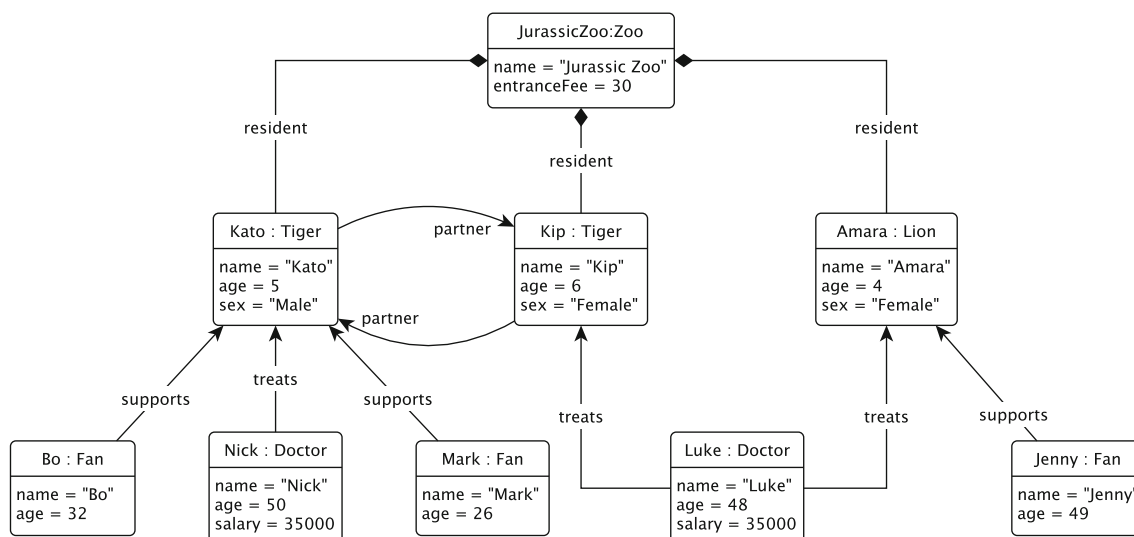 JurassicZoo:Zoo
name = "Jurassic Zoo"
entranceFee = 30
resident
resident
resident
Kato : Tiger
name = "Kato"
age = 5
sex = "Male"
partner
partner
Kip : Tiger
name = "Kip"
age = 6
sex = "Female"
Amara : Lion
name = "Amara"
age = 4
sex = "Female"
supports
treats
supports
treats
treats
supports
Bo : Fan
name = "Bo"
age = 32
Nick : Doctor
name = "Nick"
age = 50
salary = 35000
Mark : Fan
name = "Mark"
age = 26
Luke : Doctor
name = "Luke"
age = 48
salary = 35000
Jenny : Fan
name = "Jenny"
age = 49